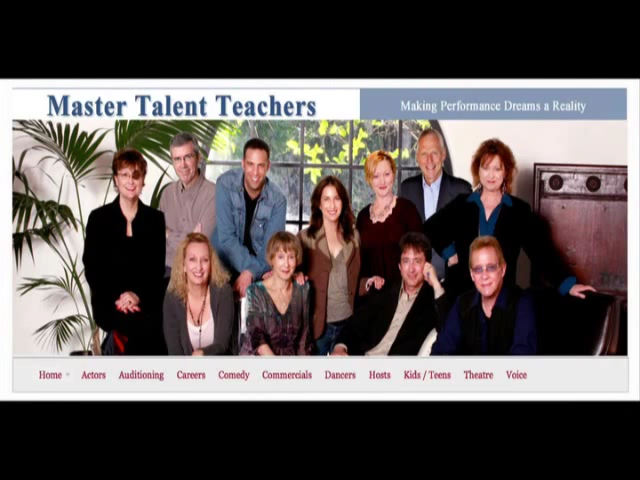 Master Talent Teachers
Making Performance Dreams a Reality
Home Actors Auditioning Careers Comedy Commercials Dancers Hosts Kids / Teens Theatre Voice